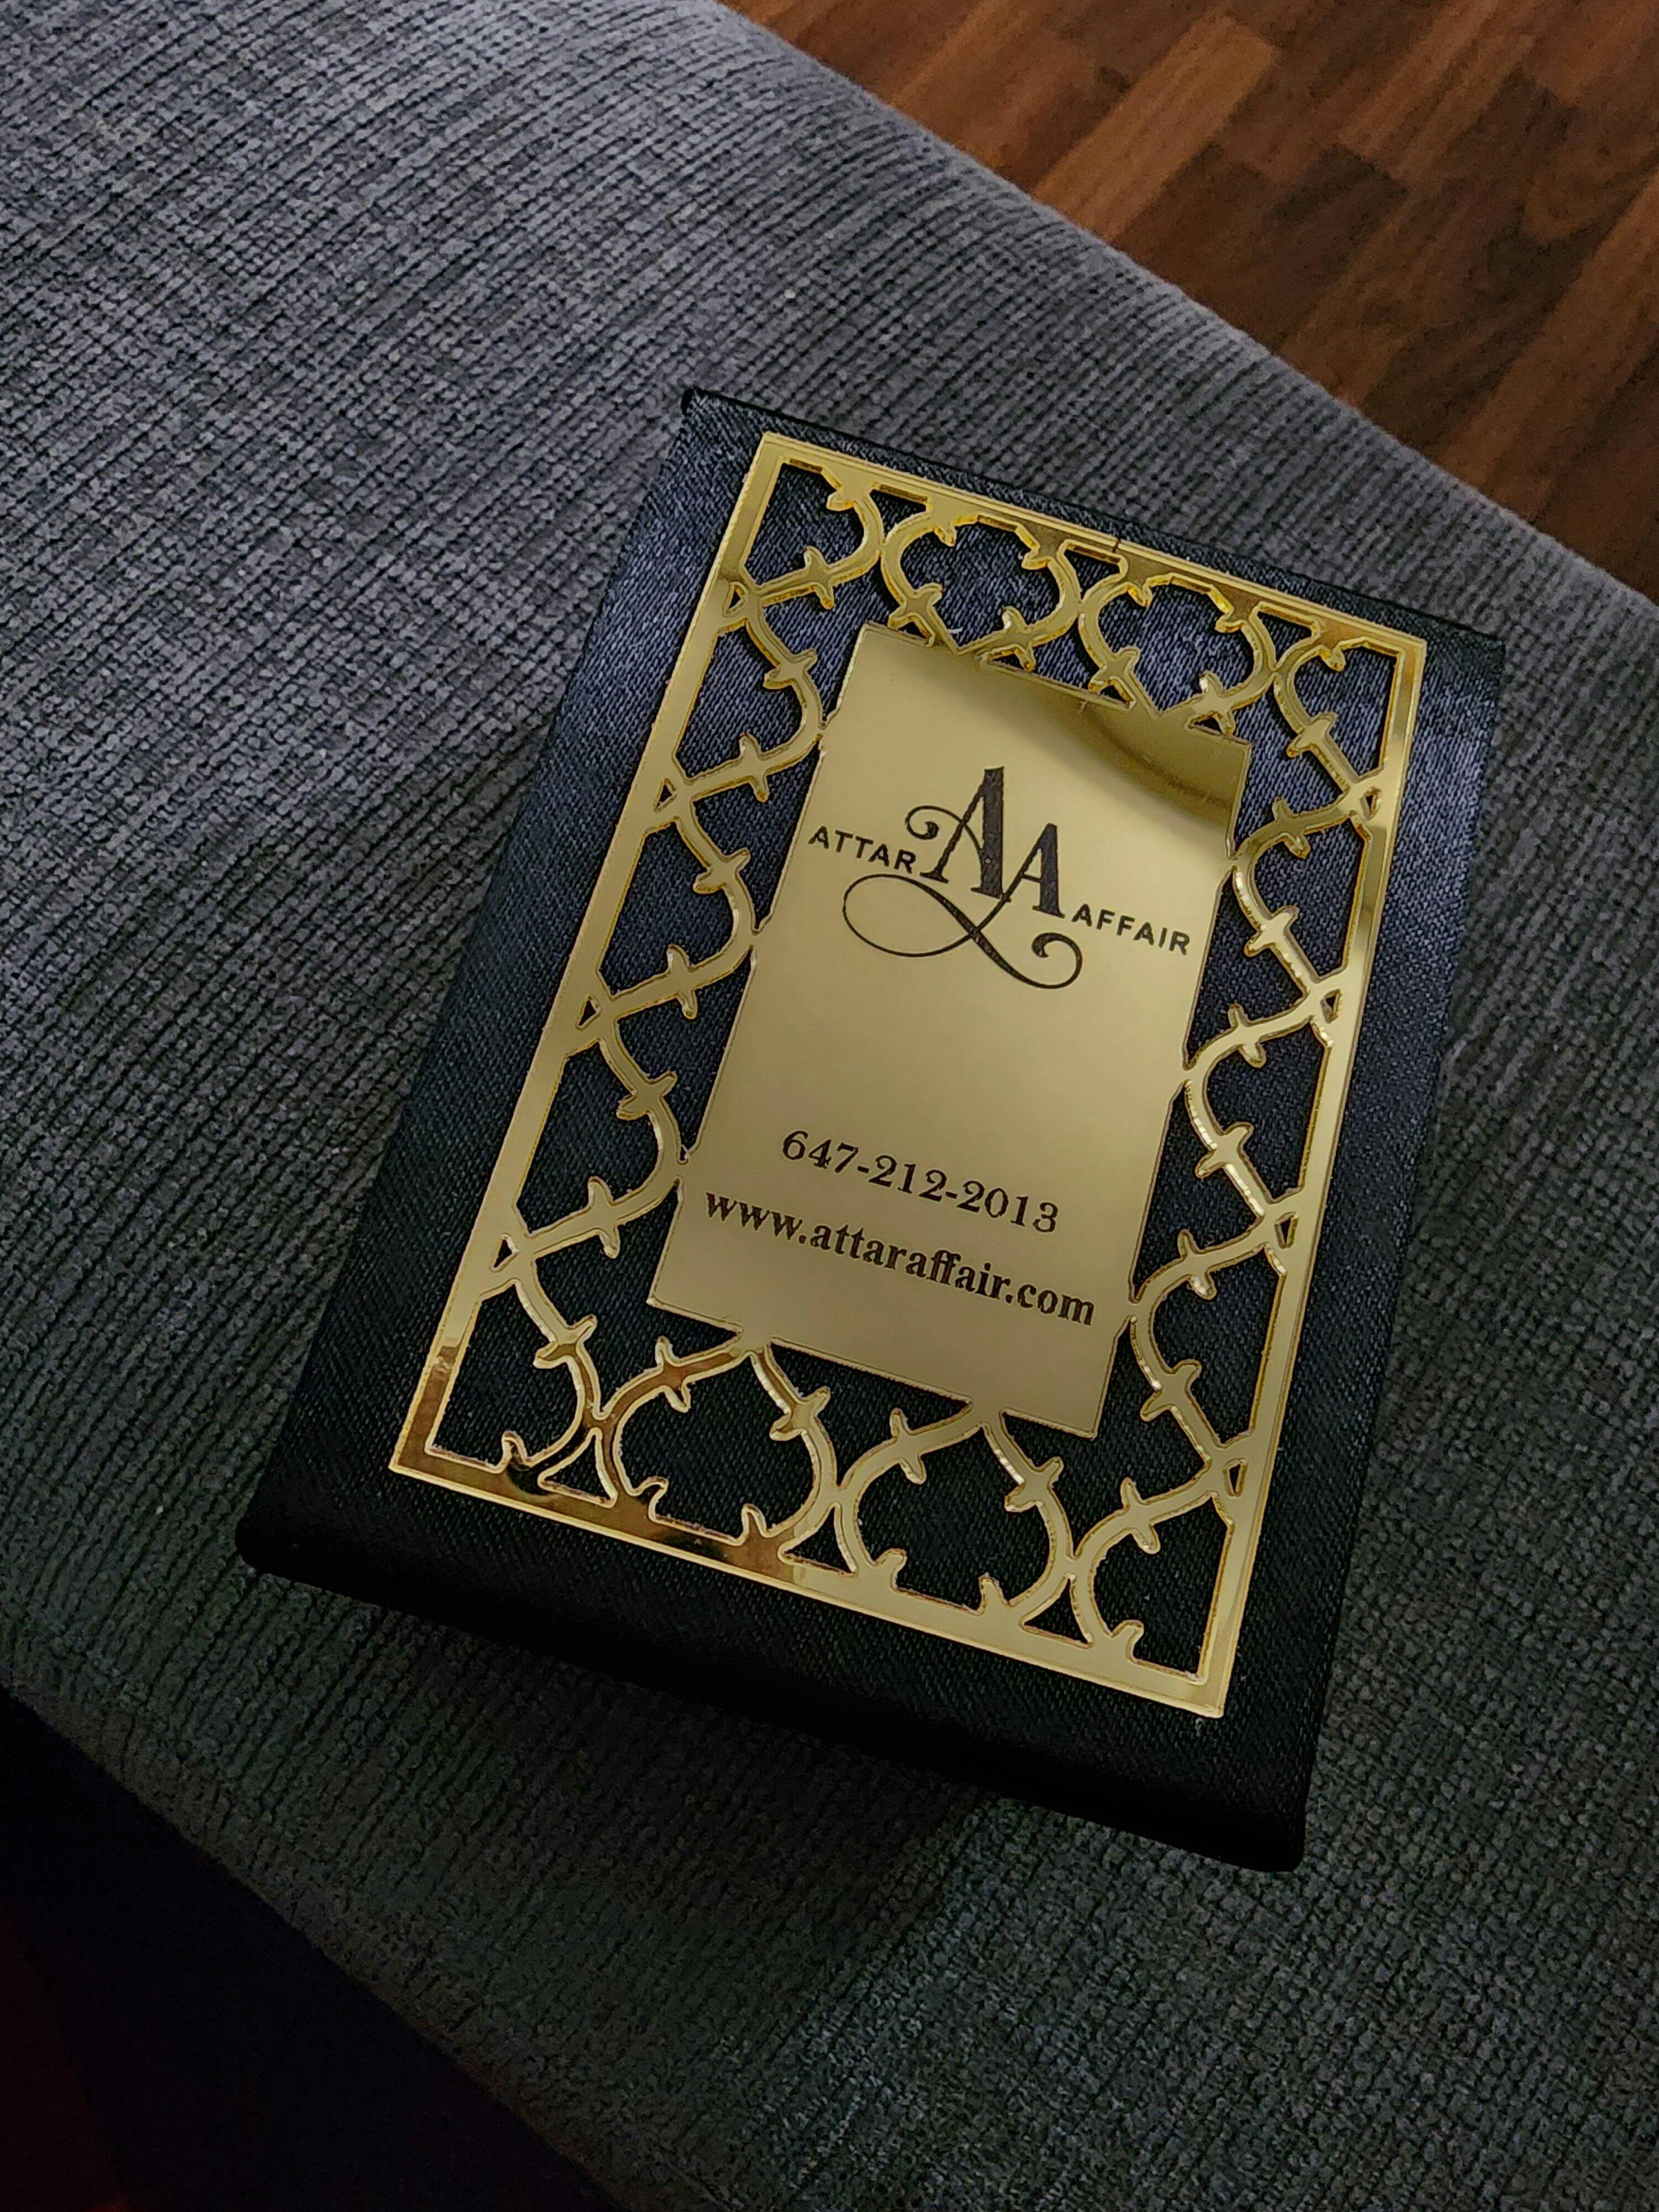 AA
ATTAR AFFAIR
647-212-2013
www.attaraffair.com